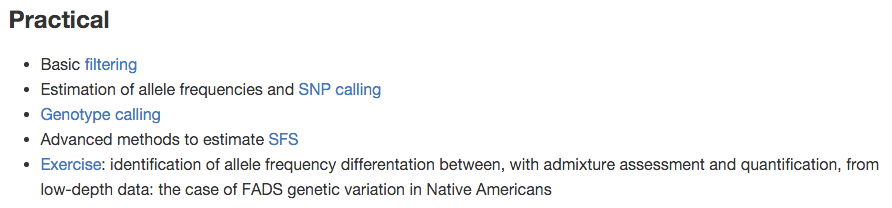 Practical
• Basic filtering
• Estimation of allele frequencies and SNP calling
• Genotype calling
• Advanced methods to estimate SFS
• Exercise: identification of allele frequency differentation between, with admixture assessment and quantification, from
low-depth data: the case of FADS genetic variation in Native Americans